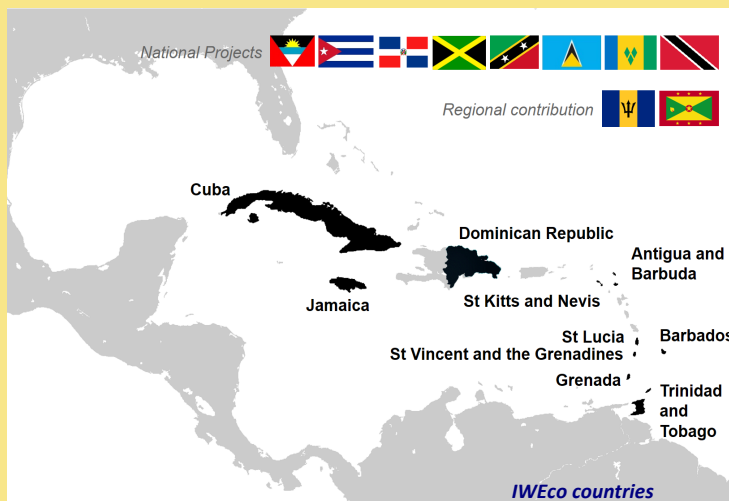 National Projects
Regional contribution
Cuba
Dominican Republic
Antigua and
Barbuda
Jamaica
St Kitts and Nevis
St Lucia
Barbados
St Vincent and the Grenadines
Grenada
Trinidad
and
Tobago
IWEco countries